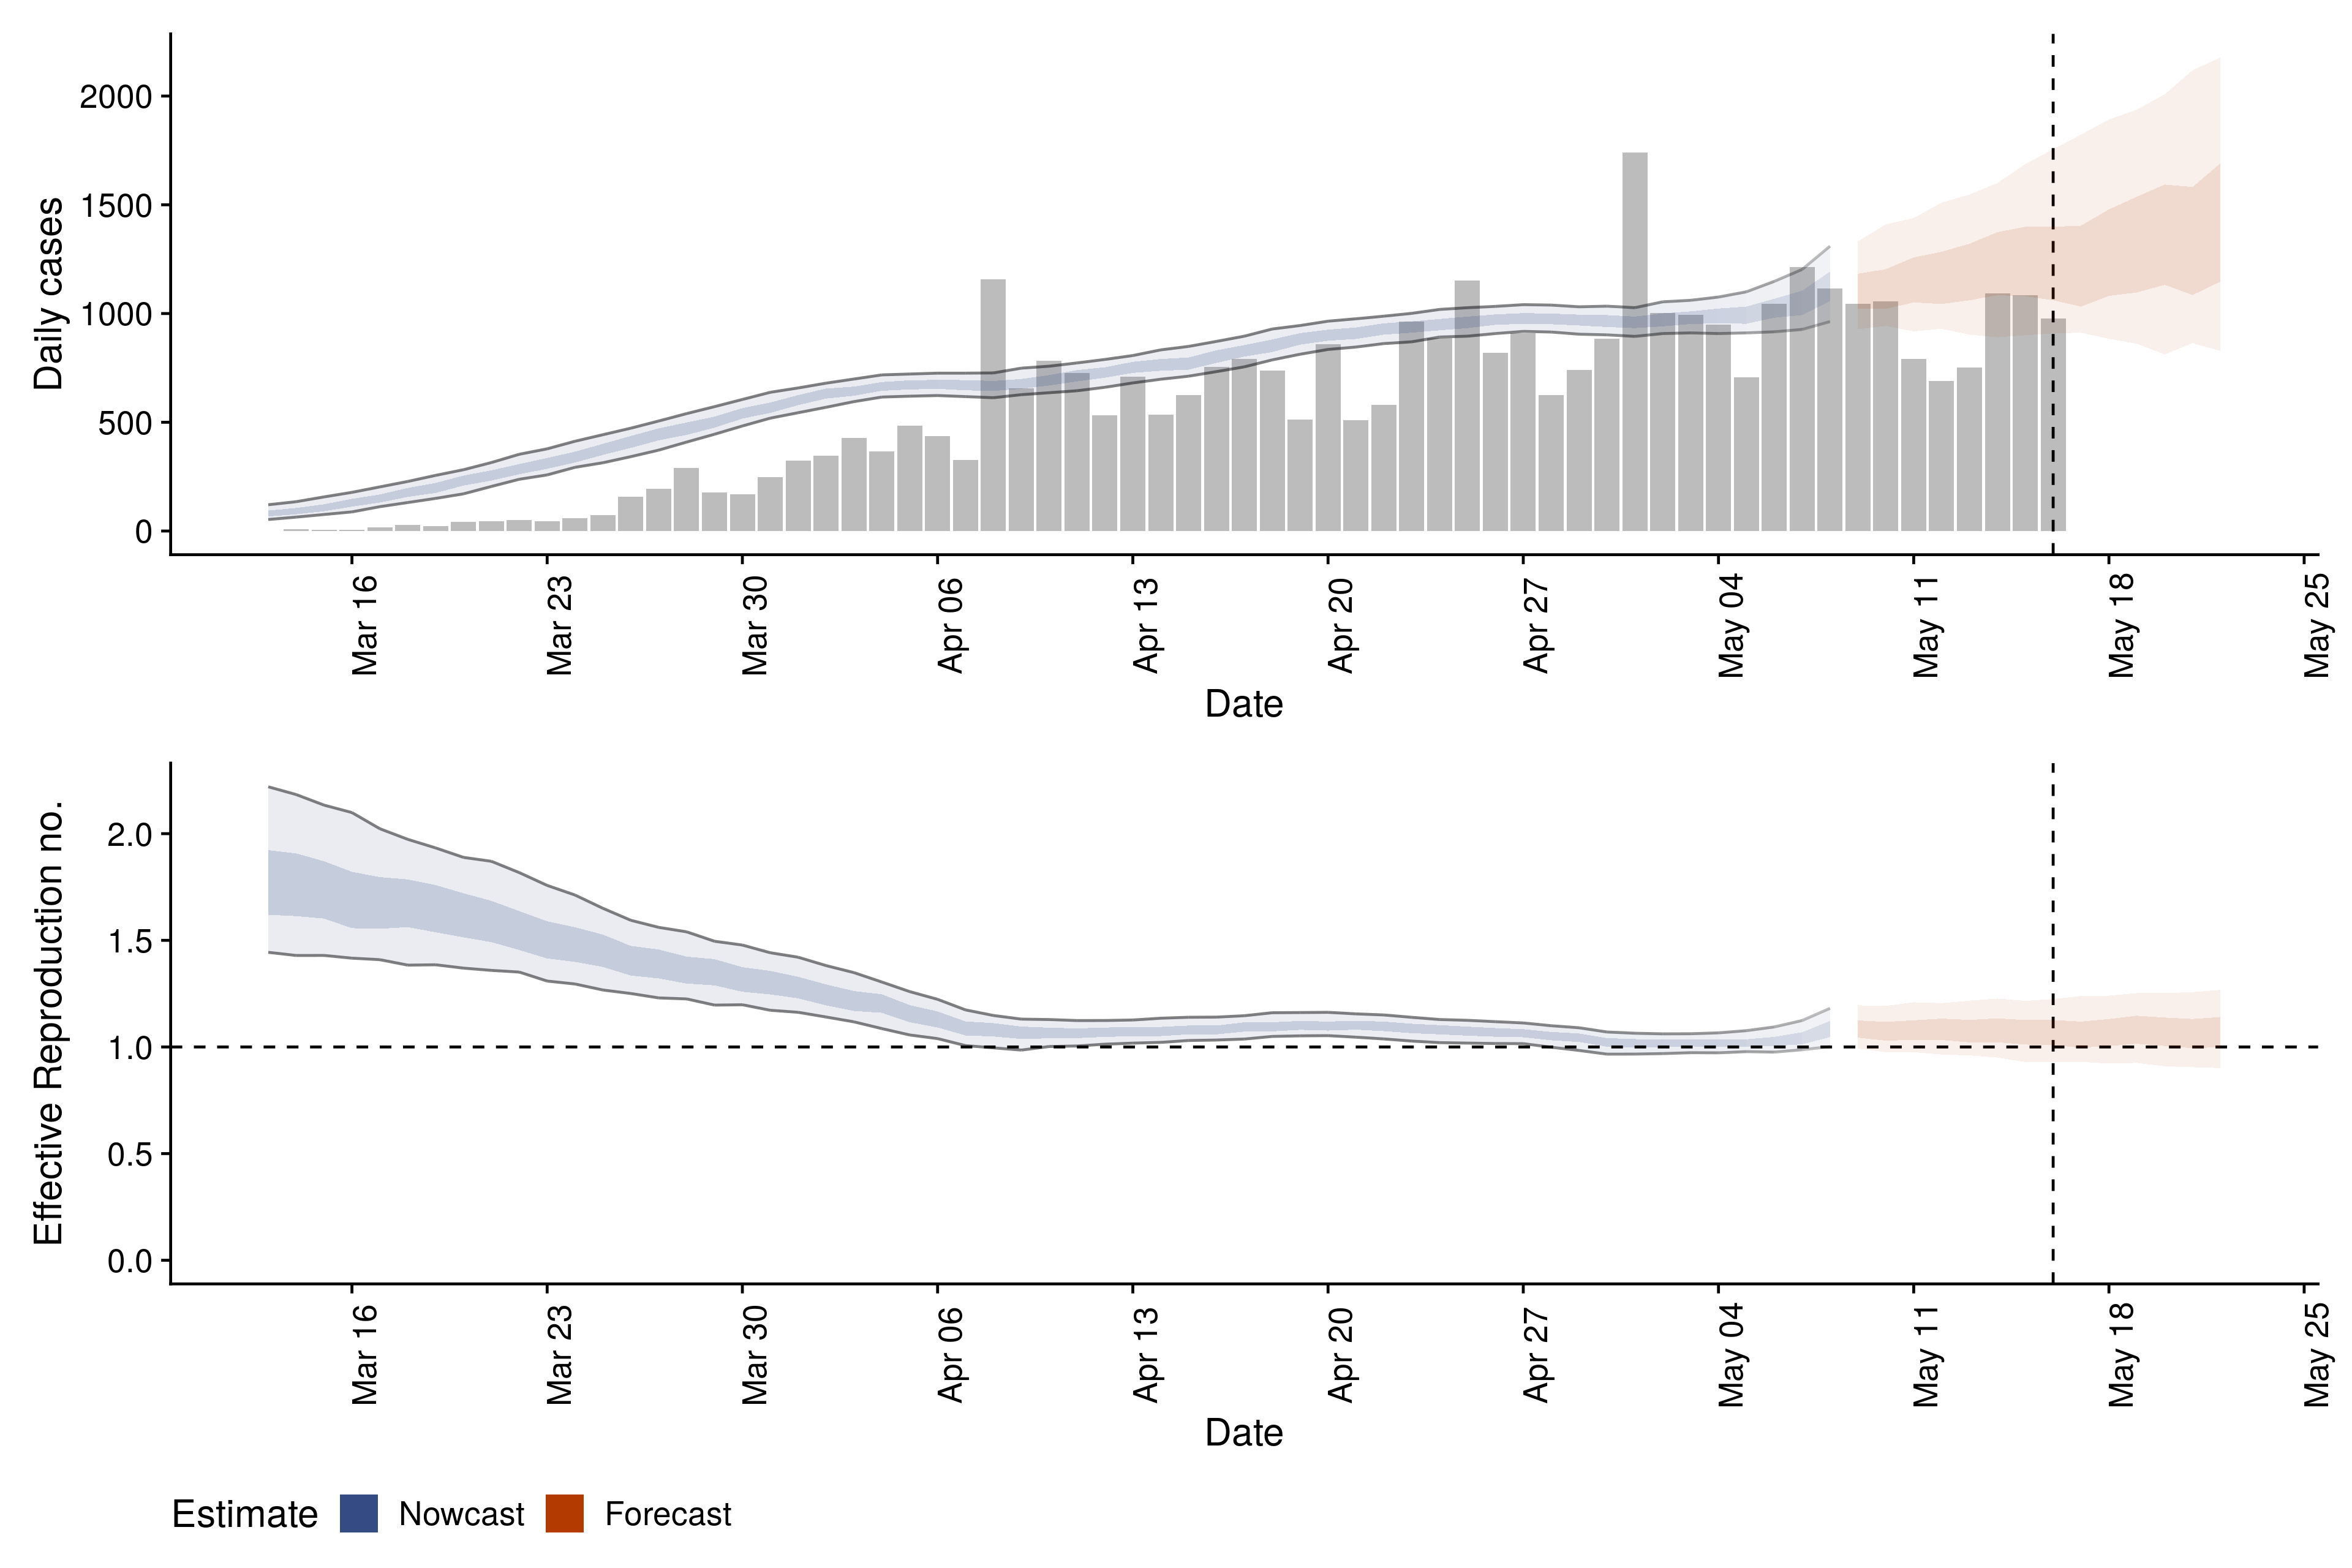 Daily cases
2000
1500
1000
500
0
Mar 16
Mar 23
Mar 30
Apr 06
Apr 13
Apr 20
Apr 27
May 04
May 11
May 18
May 25
Date
Effective Reproduction no.
2.0
1.5
1.0
0.5
0.0
Mar 16
Mar 23
Mar 30
Apr 06
Apr 13
Apr 20
Apr 27
May 04
May 11
May 18
May 25
Date
Estimate Nowcast Forecast